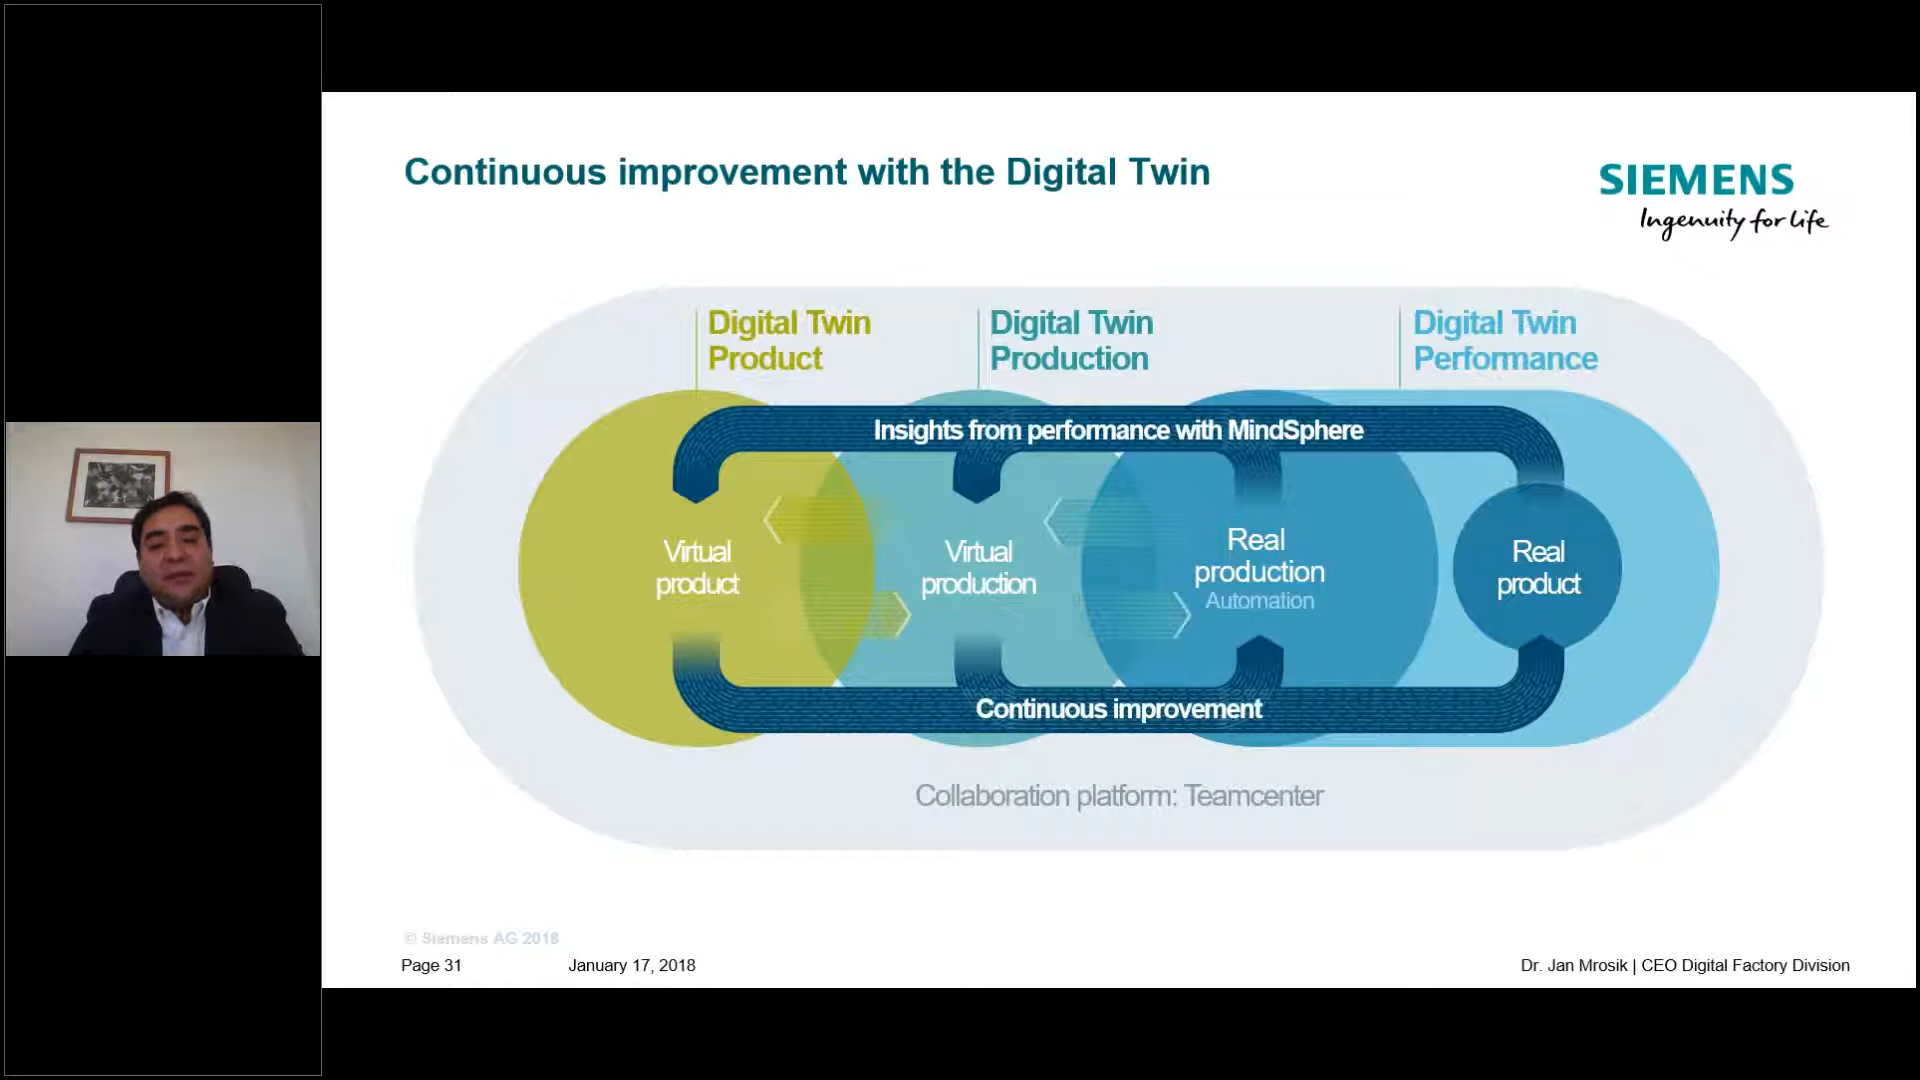 Continuous improvement with the Digital Twin
SIEMENS
Ingenuity for life
Digital Twin
Product
Digital Twin
Production
Digital Twin
Performance
Insights from performance with MindSphere
Virtual
product
Virtual
production
Real
production
Automation
Real
product
Continuous improvement
Collaboration platform: Teamcenter
© Siemens AG 2018
Page 31
January 17, 2018
Dr. Jan Mrosik | CEO Digital Factory Division